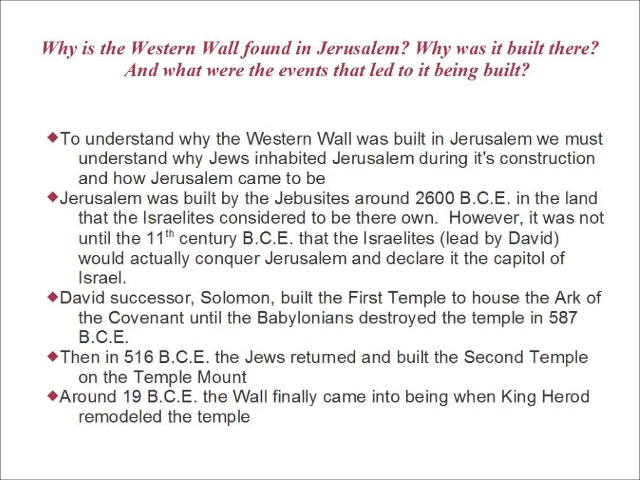 Why is the Western Wall found in Jerusalem? Why was it built there?
And what were the events that led to it being built?
◆To understand why the Western Wall was built in Jerusalem we must
understand why Jews inhabited Jerusalem during it's construction
and how Jerusalem came to be
◆Jerusalem was built by the Jebusites around 2600 B.C.E. in the land
that the Israelites considered to be there own.  However, it was not
until the 11th century B.C.E. that the Israelites (lead by David)
would actually conquer Jerusalem and declare it the capitol of
Israel.
◆David successor, Solomon, built the First Temple to house the Ark of
the Covenant until the Babylonians destroyed the temple in 587
B.C.E.
◆Then in 516 B.C.E. the Jews returned and built the Second Temple
on the Temple Mount
◆Around 19 B.C.E. the Wall finally came into being when King Herod
remodeled the temple